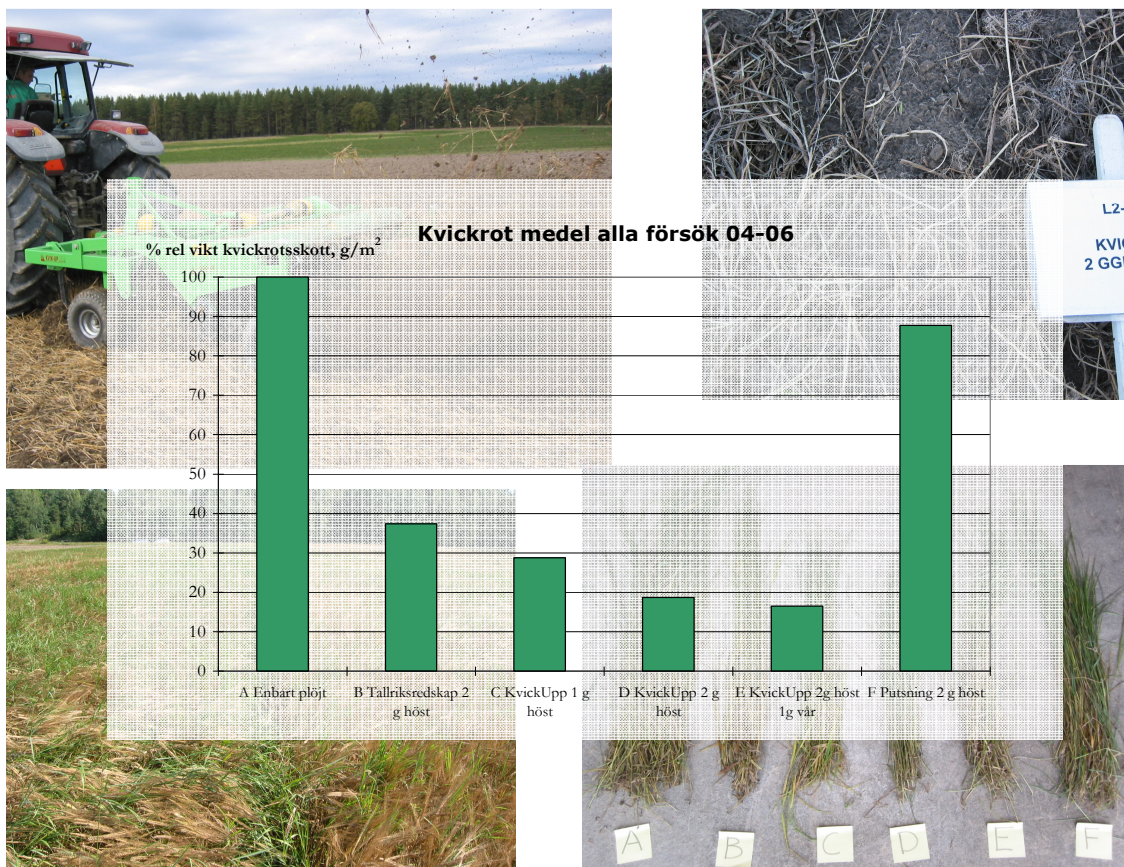 L2-
KVIC
2 GG
Kvickrot medel alla försök 04-06
% rel vikt kvickrotsskott, g/m²
100
90
80
70
60
50
40
30
20
10
0
A Enbart plöjt
B Tallriksredskap 2
g höst
C KvickUpp 1 g
höst
D KvickUpp 2 g
höst
E KvickUpp 2g höst
1g vår
F Putsning 2 g höst
A
B
C
D
E
F